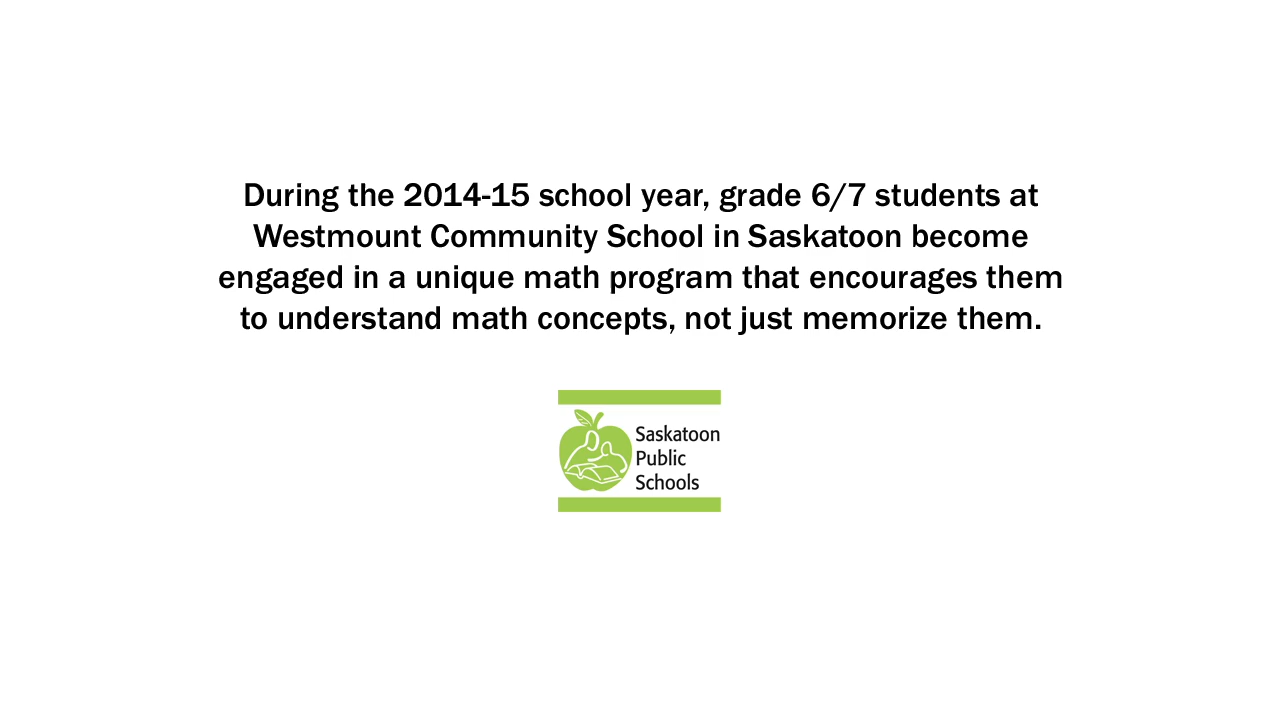 During the 2014-15 school year, grade 6/7 students at
Westmount Community School in Saskatoon become
engaged in a unique math program that encourages them
to understand math concepts, not just memorize them.
Saskatoon
Public
Schools